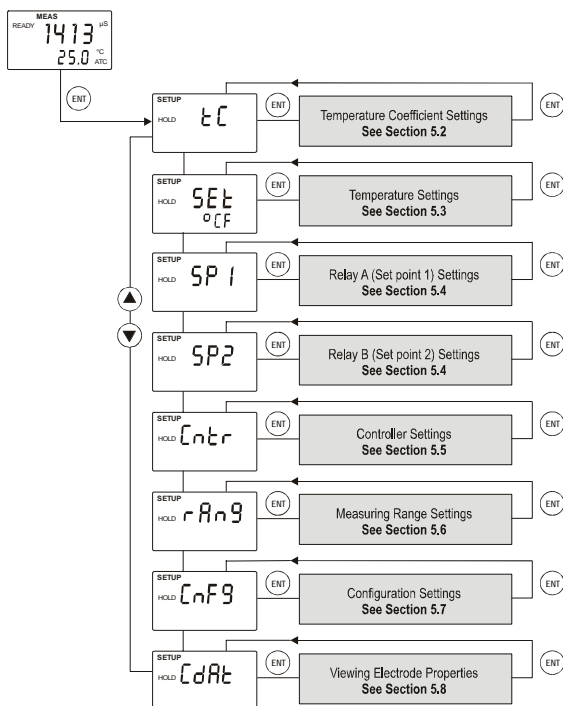 MEAS
READY 1413 µS
25.0 °C
ATC
ENT
SETUP
HOLD tC
ENT
Temperature Coefficient Settings
See Section 5.2
ENT
SETUP
HOLD SEt
°CF
ENT
Temperature Settings
See Section 5.3
ENT
SETUP
HOLD SP1
ENT
Relay A (Set point 1) Settings
See Section 5.4
ENT
SETUP
HOLD SP2
ENT
Relay B (Set point 2) Settings
See Section 5.4
ENT
SETUP
HOLD Cntr
ENT
Controller Settings
See Section 5.5
ENT
SETUP
HOLD rAng
ENT
Measuring Range Settings
See Section 5.6
ENT
SETUP
HOLD CnFg
ENT
Configuration Settings
See Section 5.7
ENT
SETUP
HOLD CdAt
ENT
Viewing Electrode Properties
See Section 5.8
ENT